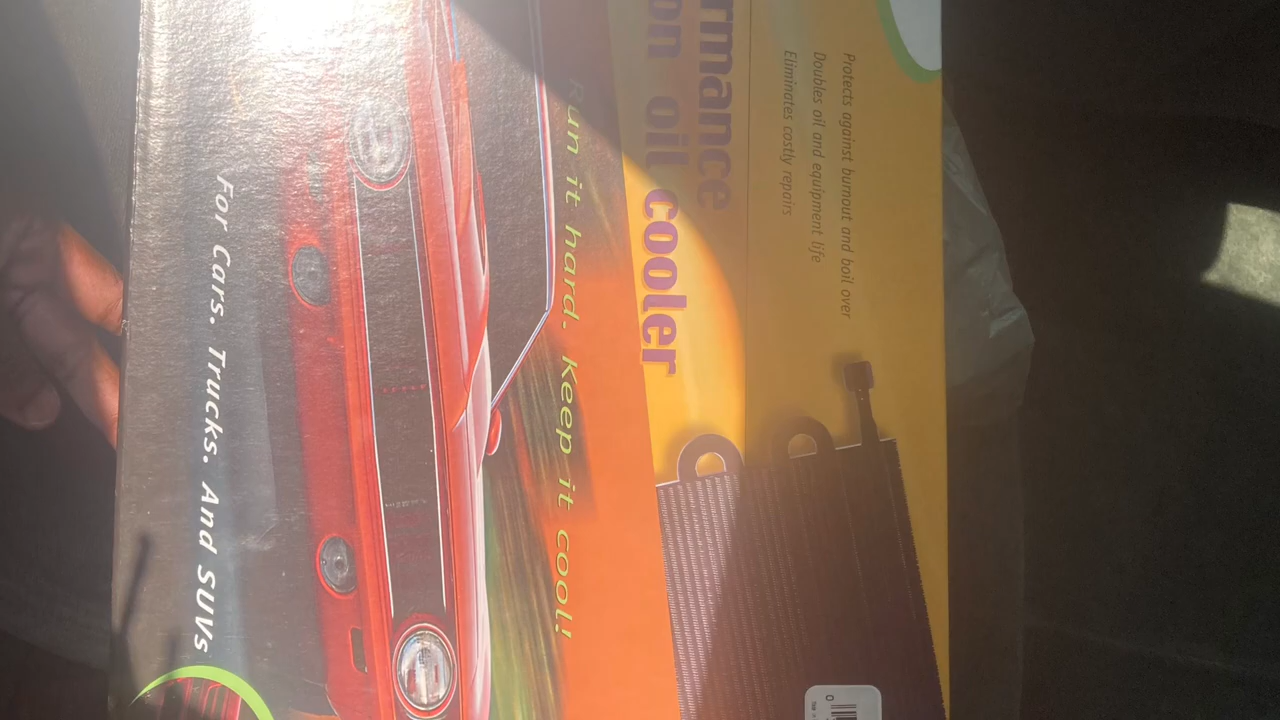 Protects against burnout and boil over
Doubles oil and equipment life
Eliminates costly repairs
rmance
on oil cooler
Run it hard. Keep it cool!
For Cars. Trucks. And SUVs